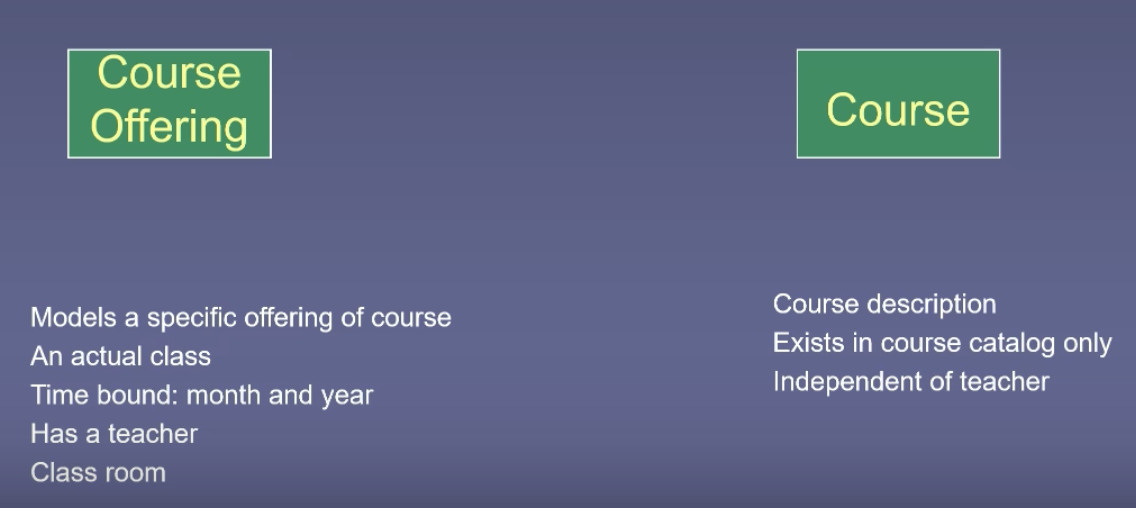 Course
Offering
Models a specific offering of course
An actual class
Time bound: month and year
Has a teacher
Class room
Course
Course description
Exists in course catalog only
Independent of teacher